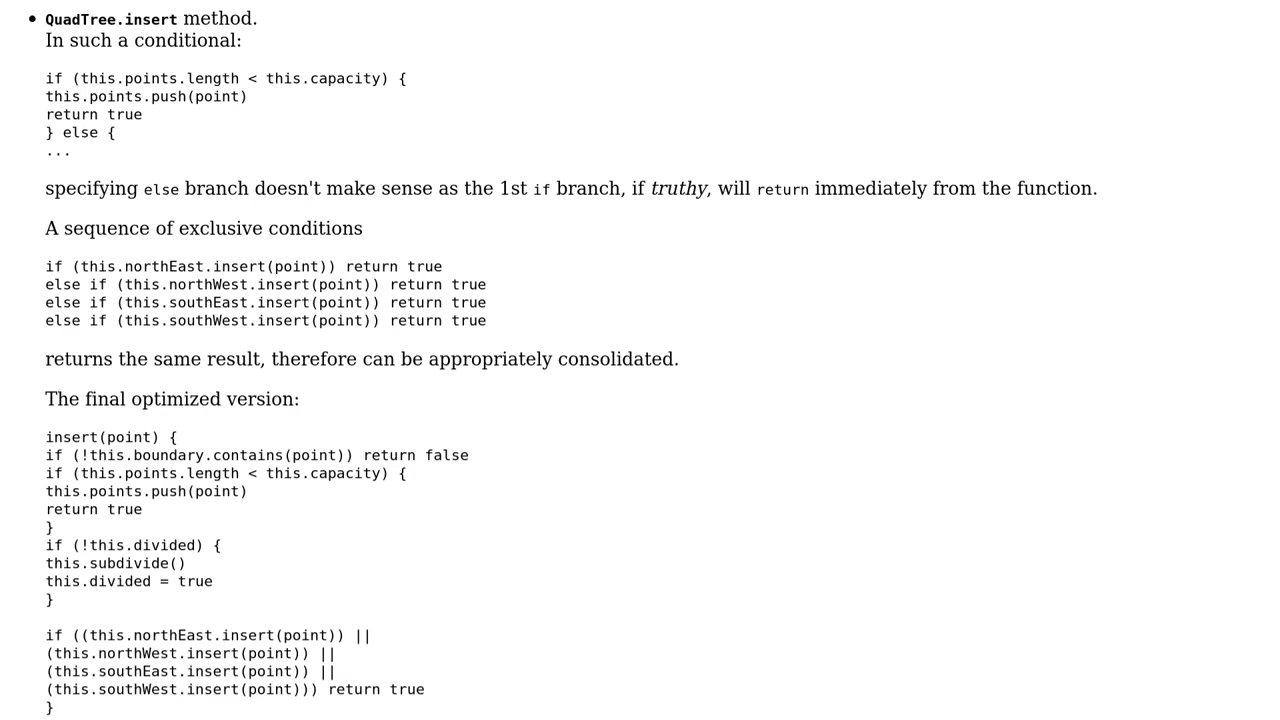 • QuadTree.insert method.
In such a conditional:
if (this.points.length < this.capacity) {
this.points.push(point)
return true
} else {
...
specifying else branch doesn't make sense as the 1st if branch, if truthy, will return immediately from the function.
A sequence of exclusive conditions
if (this.northEast.insert(point)) return true
else if (this.northWest.insert(point)) return true
else if (this.southEast.insert(point)) return true
else if (this.southWest.insert(point)) return true
returns the same result, therefore can be appropriately consolidated.
The final optimized version:
insert(point) {
if (!this.boundary.contains(point)) return false
if (this.points.length < this.capacity) {
this.points.push(point)
return true
}
if (!this.divided) {
this.subdivide()
this.divided = true
}
if ((this.northEast.insert(point)) ||
(this.northWest.insert(point)) ||
(this.southEast.insert(point)) ||
(this.southWest.insert(point))) return true
}